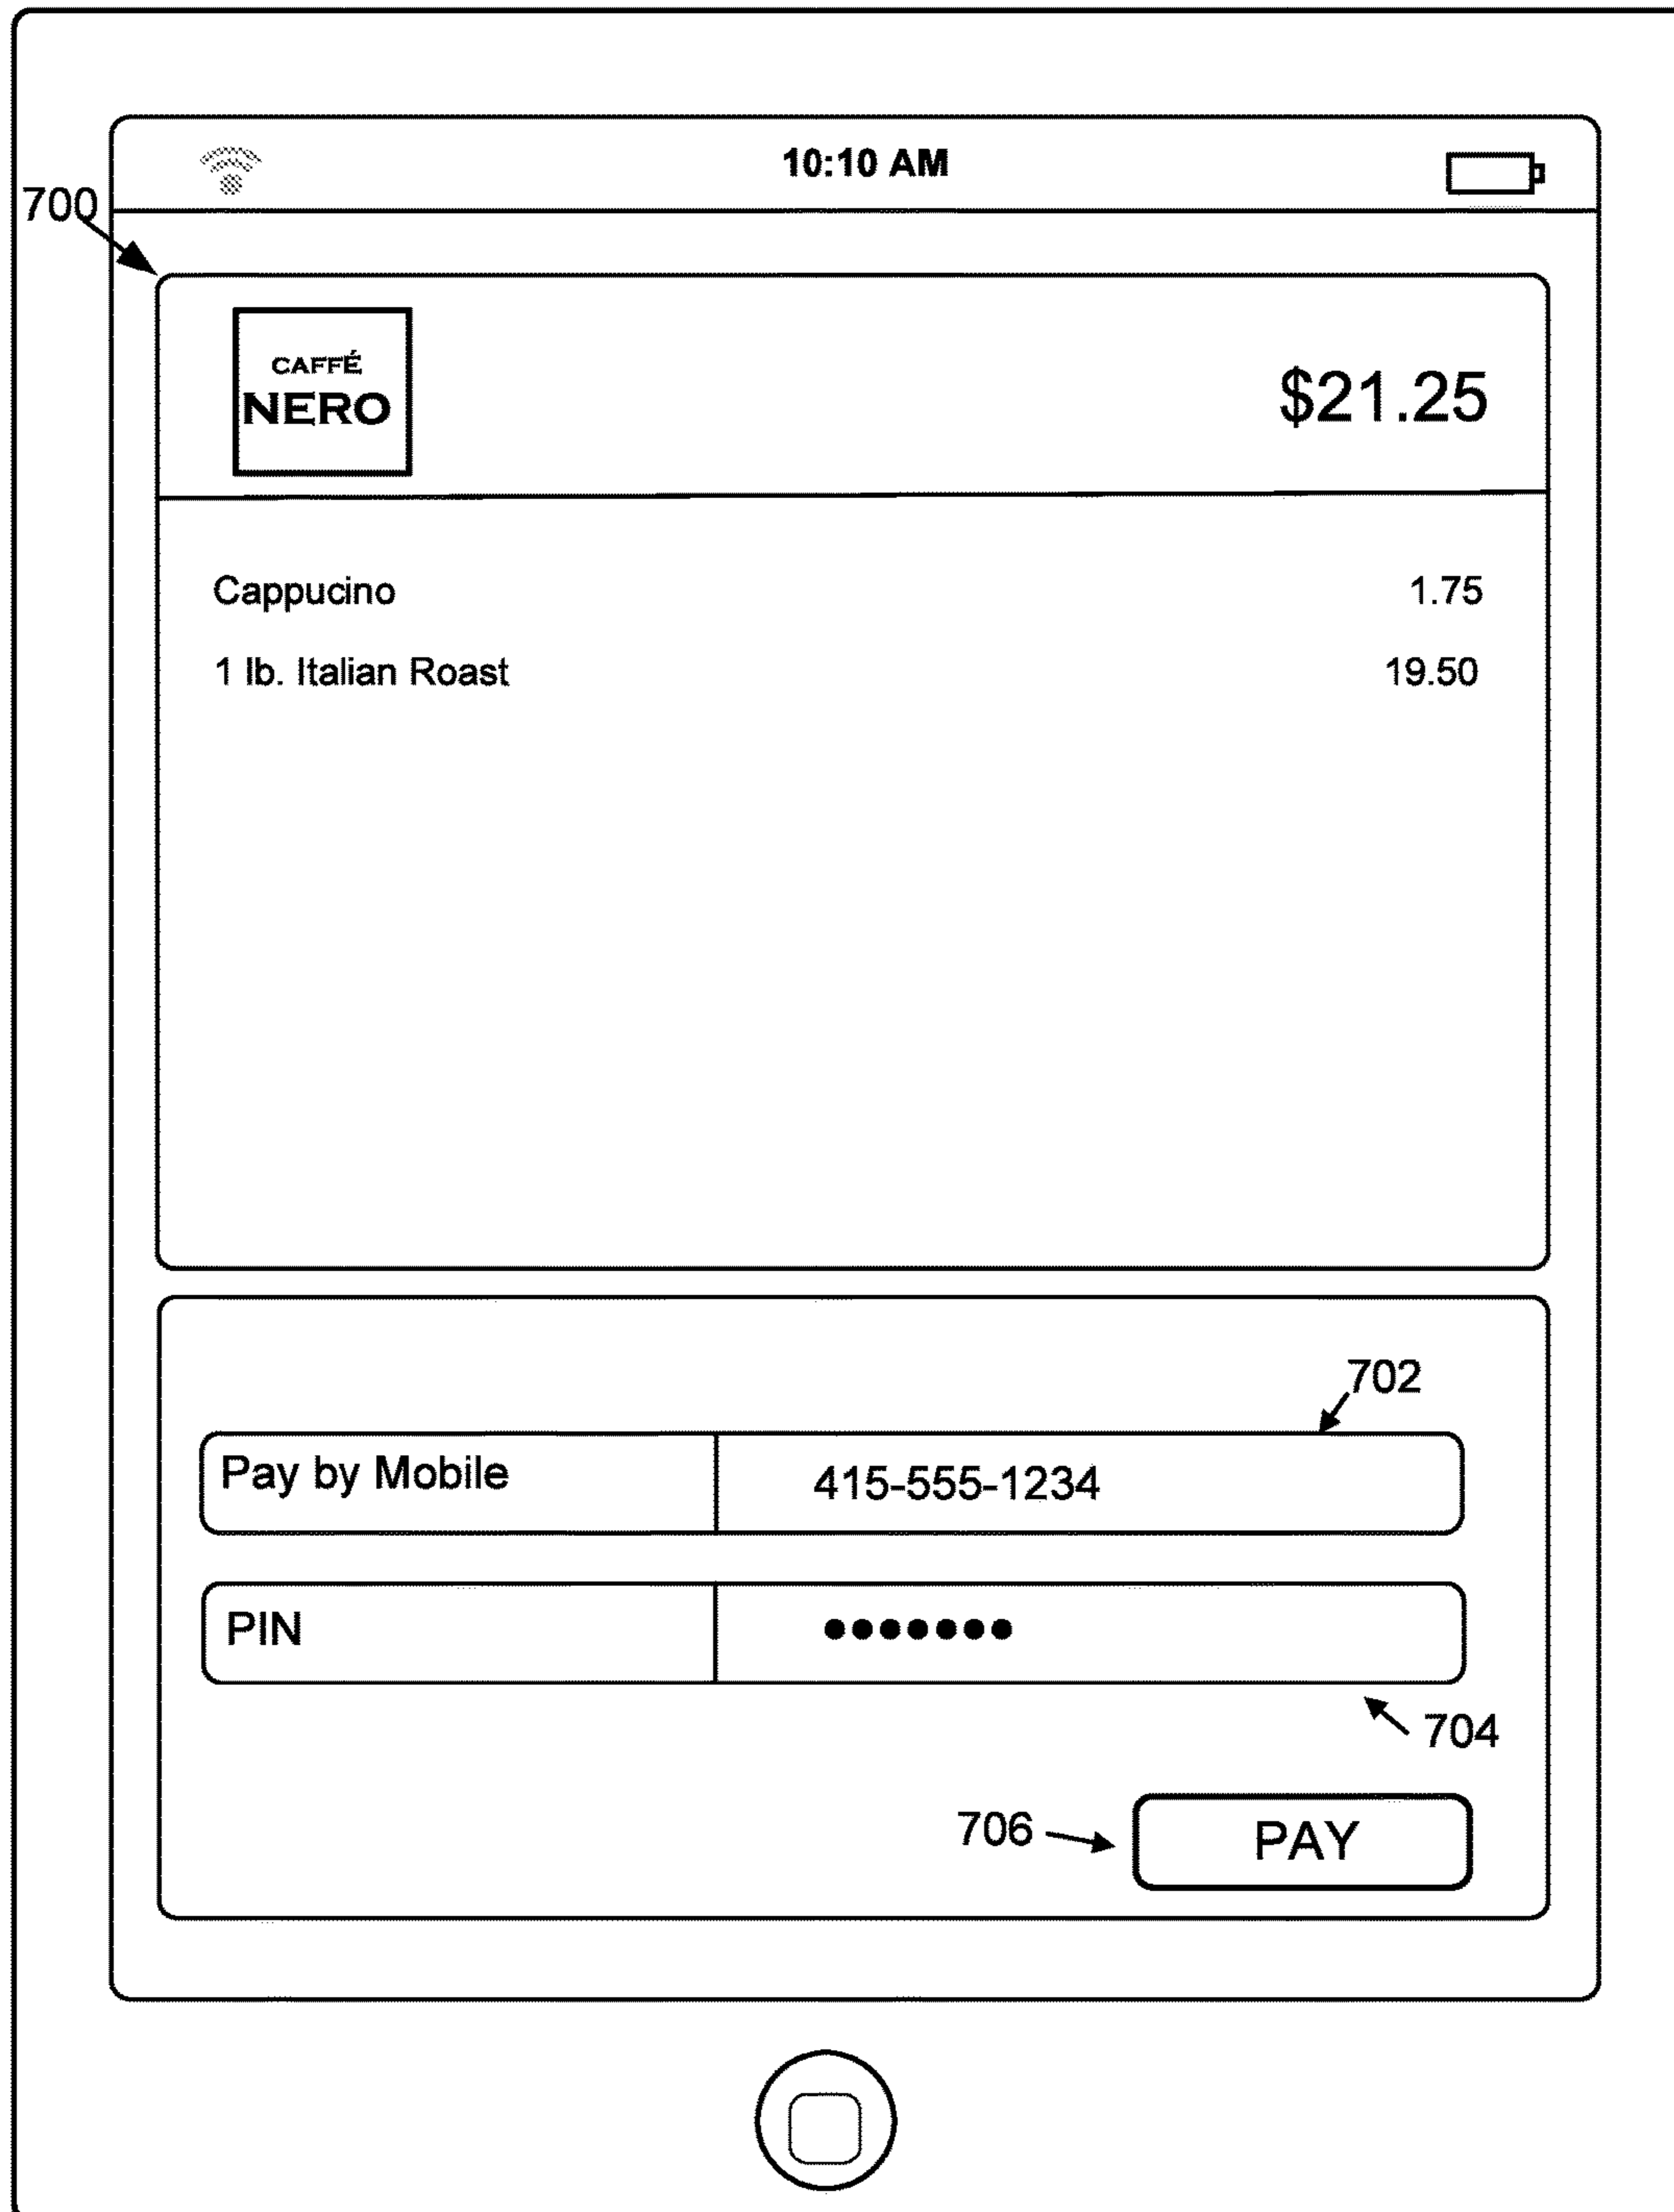 10:10 AM
700
CAFFÉ
NERO
$21.25
Cappucino 1.75
1 lb. Italian Roast 19.50
702
Pay by Mobile 415-555-1234
PIN •••••••
704
706 PAY